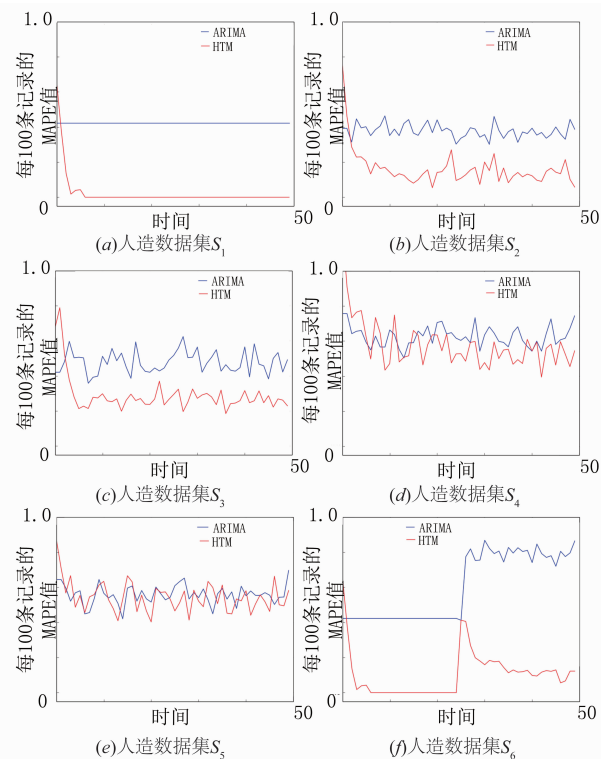 1.0
ARIMA
HTM
每100条记录的
MAPE值
0
时间
50
(a)人造数据集S1
1.0
ARIMA
HTM
每100条记录的
MAPE值
0
时间
50
(b)人造数据集S2
1.0
ARIMA
HTM
每100条记录的
MAPE值
0
时间
50
(c)人造数据集S3
1.0
ARIMA
HTM
每100条记录的
MAPE值
0
时间
50
(d)人造数据集S4
1.0
ARIMA
HTM
每100条记录的
MAPE值
0
时间
50
(e)人造数据集S5
1.0
ARIMA
HTM
每100条记录的
MAPE值
0
时间
50
(f)人造数据集S6